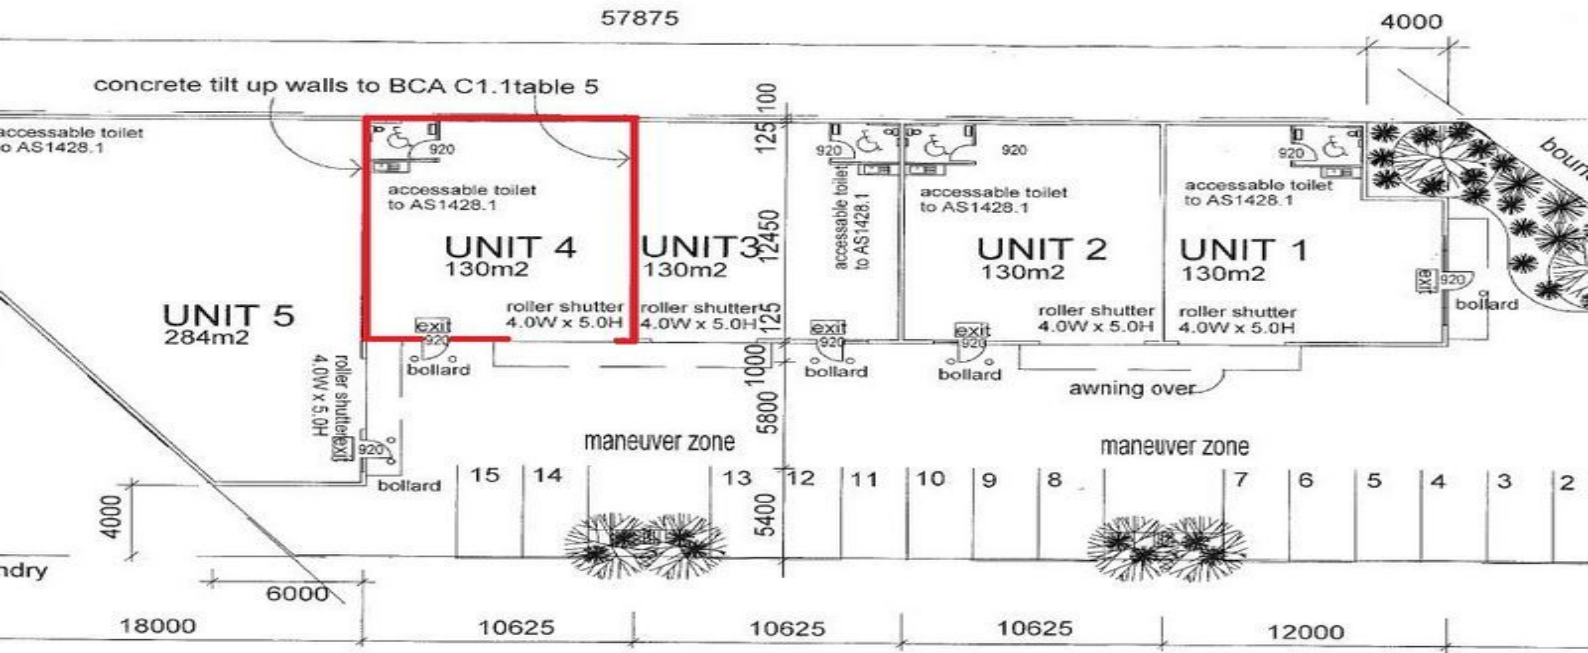 57875
4000
concrete tilt up walls to BCA C1.1table 5
100
accessable toilet
o AS1428.1
125
920
920
920
920
boun
accessable toilet
to AS1428.1
accessable toilet
to AS1428.1
accessable toilet
to AS1428.1
accessable toilet
to AS1428.1
12450
UNIT 4
130m2
UNIT3
130m2
UNIT 2
130m2
UNIT 1
130m2
exit
920
bollard
UNIT 5
284m2
roller shutter
4.0W x 5.0H
roller shutter
4.0W x 5.0H
roller shutter
4.0W x 5.0H
roller shutter
4.0W x 5.0H
125
exit
920
bollard
exit
920
bollard
exit
920
bollard
1000
awning over
roller shutter
4.0W x 5.0H
exit
920
bollard
5800
maneuver zone
maneuver zone
15
14
13
12
11
10
9
8
7
6
5
4
3
2
4000
5400
ndry
6000
18000
10625
10625
10625
12000